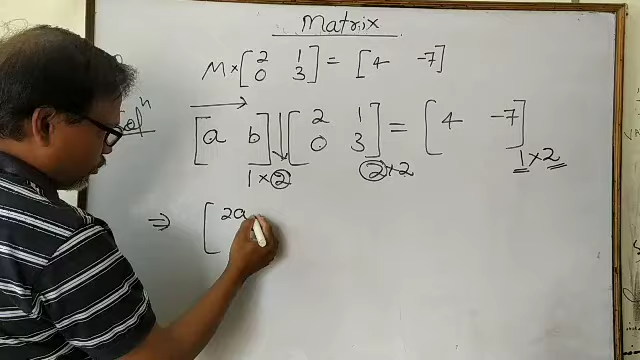 Matrix
M × [2 1
0 3] = [4 -7]
[a b] [2 1
0 3] = [4 -7]
1 × 2 2 × 2 1 × 2
⇒ [2a